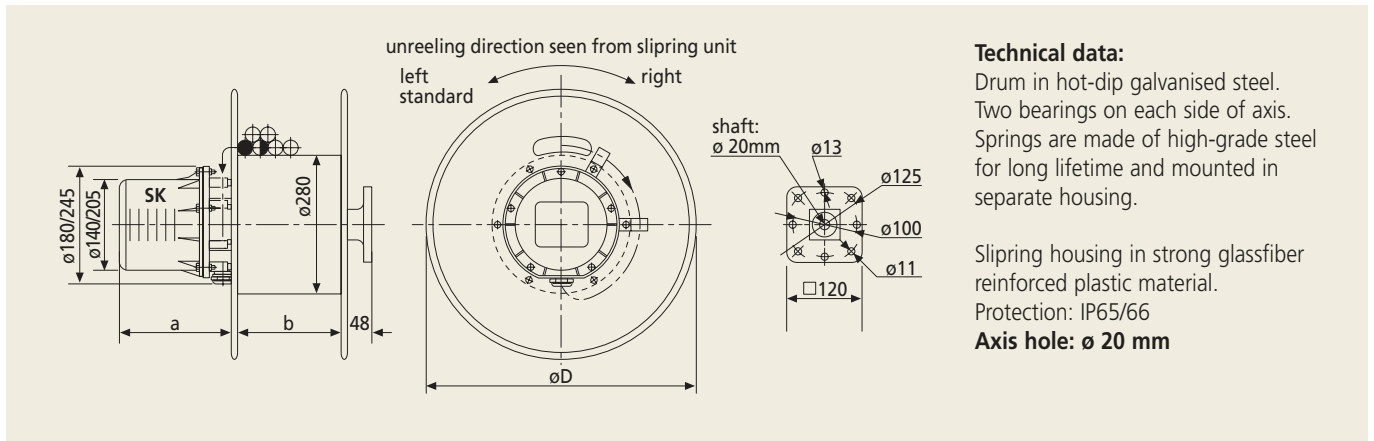 unreeling direction seen from slipring unit
left
standard
right
SK
ø180/245
ø140/205
ø280
a
b
48
øD
shaft:
ø 20mm
ø13
ø125
ø100
ø11
□120
Technical data:
Drum in hot-dip galvanised steel.
Two bearings on each side of axis.
Springs are made of high-grade steel
for long lifetime and mounted in
separate housing.
Slipring housing in strong glassfiber
reinforced plastic material.
Protection: IP65/66
Axis hole: ø 20 mm